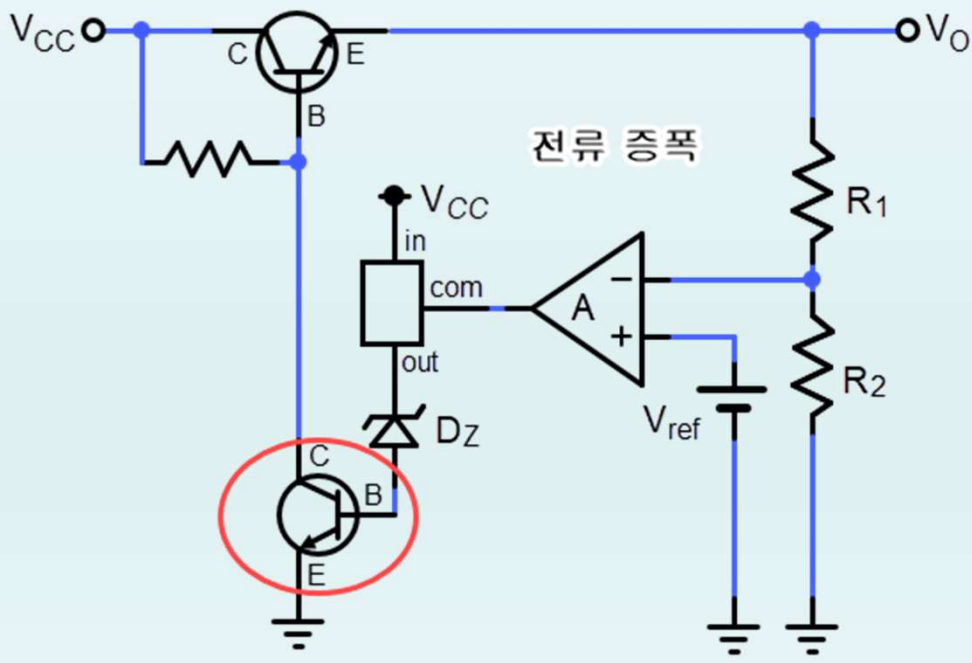 VCC
C
E
VO
B
전류 증폭
VCC
R1
in
com
−
A
+
out
R2
Vref
DZ
C
B
E